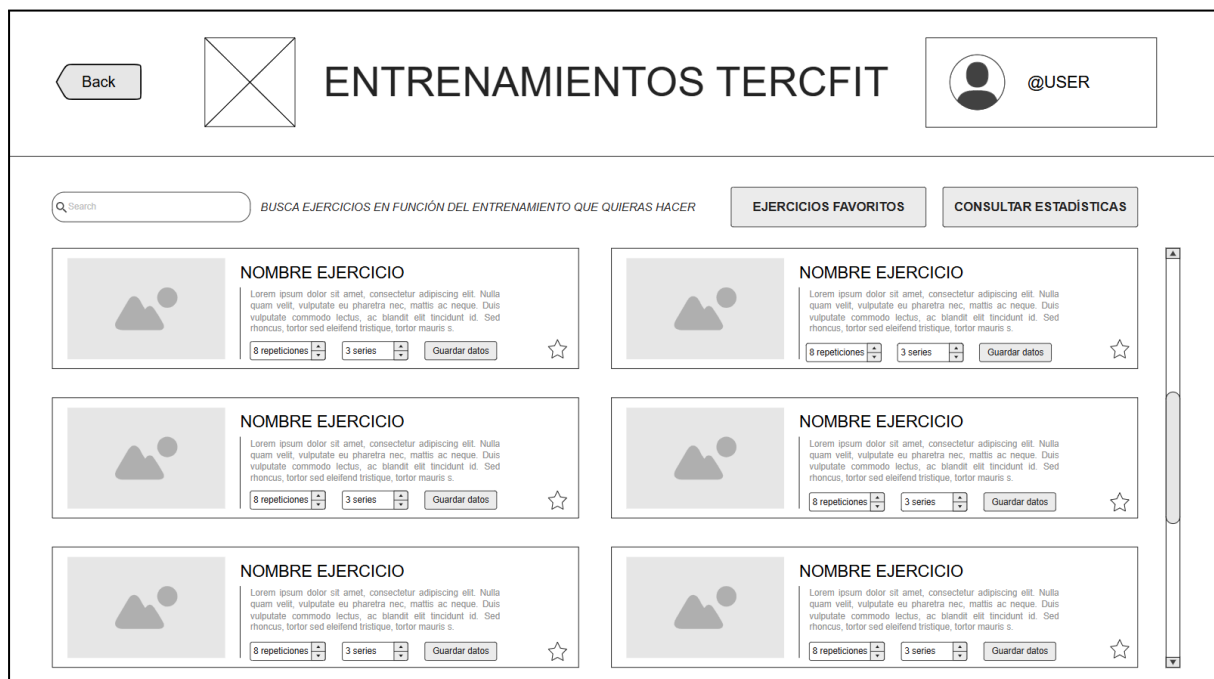 Back
ENTRENAMIENTOS TERCFIT
@USER
Search
BUSCA EJERCICIOS EN FUNCIÓN DEL ENTRENAMIENTO QUE QUIERAS HACER
EJERCICIOS FAVORITOS
CONSULTAR ESTADÍSTICAS
NOMBRE EJERCICIO
Lorem ipsum dolor sit amet, consectetur adipiscing elit. Nulla
quam velit, vulputate eu pharetra nec, mattis ac neque. Duis
vulputate commodo lectus, ac blandit elit tincidunt id. Sed
rhoncus, tortor sed eleifend tristique, tortor mauris s.
8 repeticiones
3 series
Guardar datos
NOMBRE EJERCICIO
Lorem ipsum dolor sit amet, consectetur adipiscing elit. Nulla
quam velit, vulputate eu pharetra nec, mattis ac neque. Duis
vulputate commodo lectus, ac blandit elit tincidunt id. Sed
rhoncus, tortor sed eleifend tristique, tortor mauris s.
8 repeticiones
3 series
Guardar datos
NOMBRE EJERCICIO
Lorem ipsum dolor sit amet, consectetur adipiscing elit. Nulla
quam velit, vulputate eu pharetra nec, mattis ac neque. Duis
vulputate commodo lectus, ac blandit elit tincidunt id. Sed
rhoncus, tortor sed eleifend tristique, tortor mauris s.
8 repeticiones
3 series
Guardar datos
NOMBRE EJERCICIO
Lorem ipsum dolor sit amet, consectetur adipiscing elit. Nulla
quam velit, vulputate eu pharetra nec, mattis ac neque. Duis
vulputate commodo lectus, ac blandit elit tincidunt id. Sed
rhoncus, tortor sed eleifend tristique, tortor mauris s.
8 repeticiones
3 series
Guardar datos
NOMBRE EJERCICIO
Lorem ipsum dolor sit amet, consectetur adipiscing elit. Nulla
quam velit, vulputate eu pharetra nec, mattis ac neque. Duis
vulputate commodo lectus, ac blandit elit tincidunt id. Sed
rhoncus, tortor sed eleifend tristique, tortor mauris s.
8 repeticiones
3 series
Guardar datos
NOMBRE EJERCICIO
Lorem ipsum dolor sit amet, consectetur adipiscing elit. Nulla
quam velit, vulputate eu pharetra nec, mattis ac neque. Duis
vulputate commodo lectus, ac blandit elit tincidunt id. Sed
rhoncus, tortor sed eleifend tristique, tortor mauris s.
8 repeticiones
3 series
Guardar datos